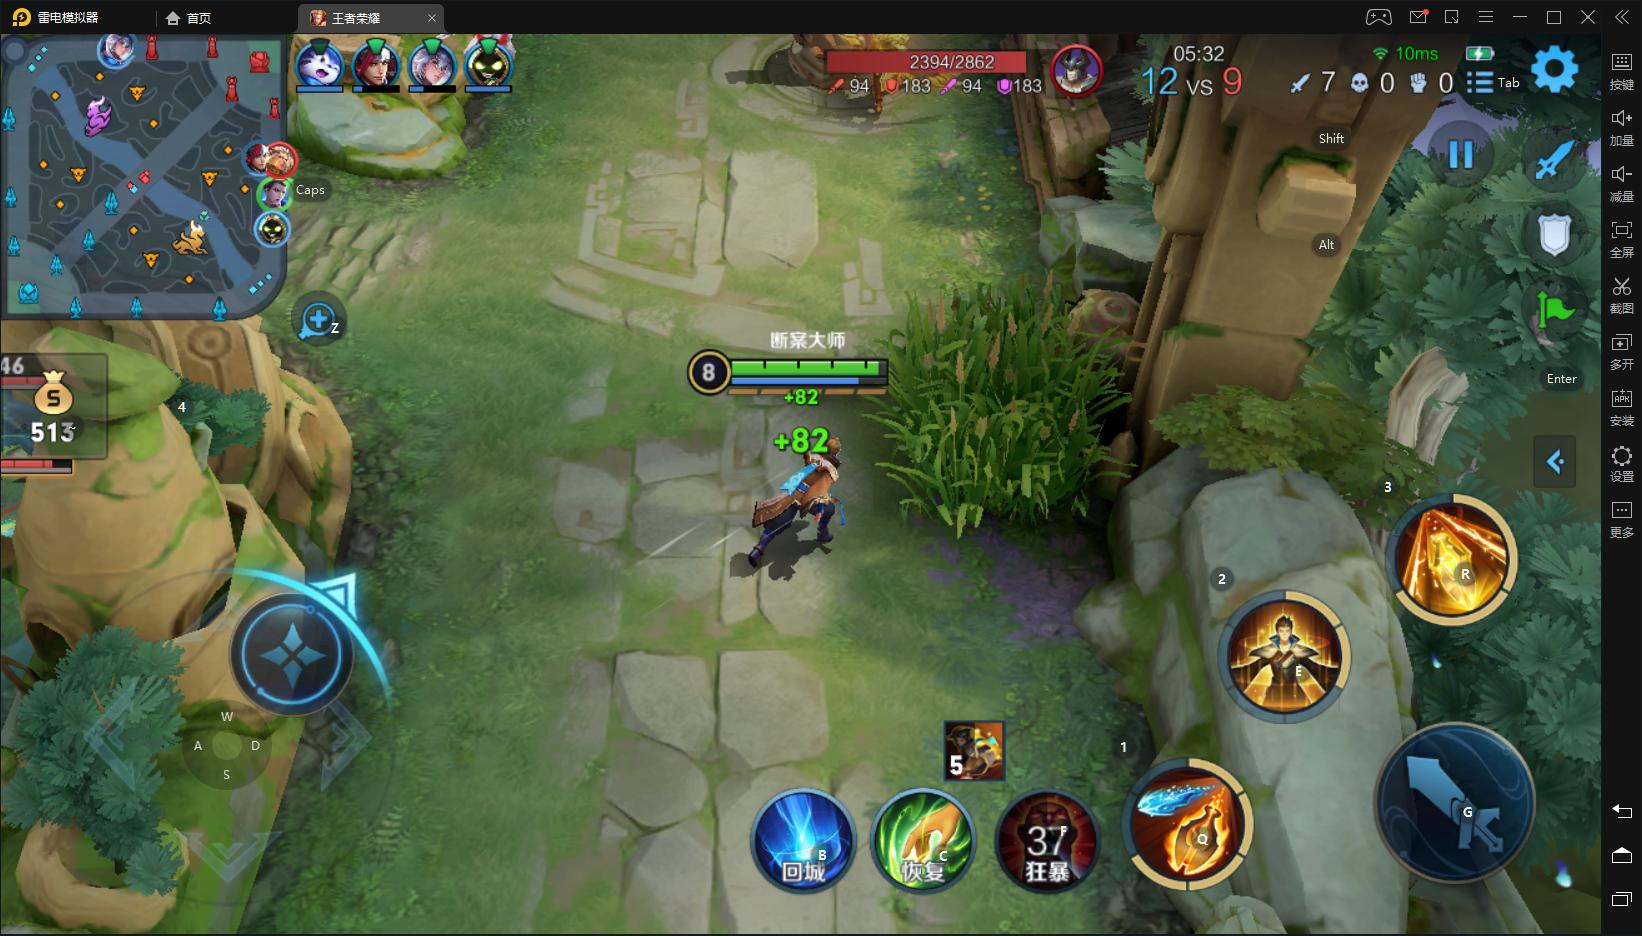 雷电模拟器
首页
王者荣耀
2394/2862
94 183 94 183
05:32
10ms
12 VS 9
7 0 0
Tab
Shift
Caps
Alt
Z
46
513
4
断案大师
8
+82
+82
Enter
3
R
2
E
W
A D
S
5
1
G
Q
B
回城
C
恢复
37
F
狂暴
按键
加量
减量
全屏
截图
多开
APK
安装
设置
更多